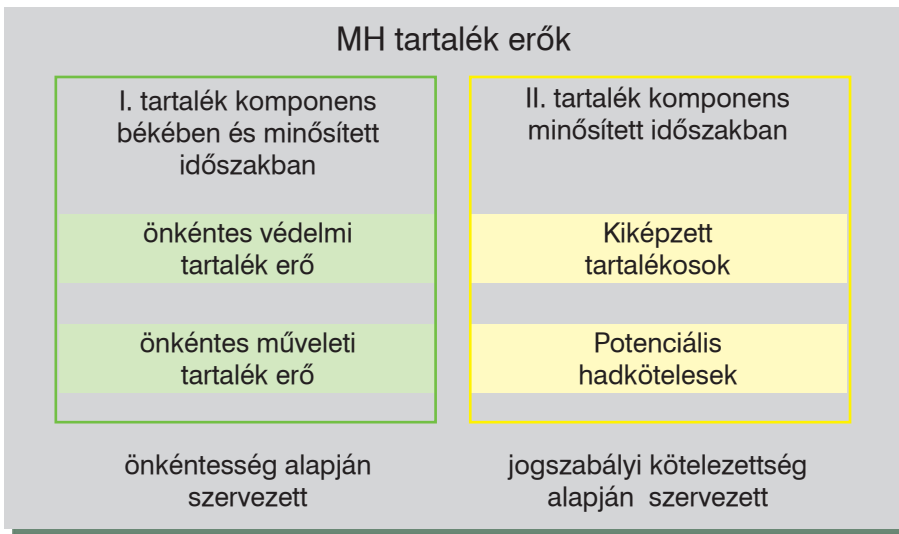 MH tartalék erők
I. tartalék komponens
békében és minősített
időszakban
önkéntes védelmi
tartalék erő
önkéntes műveleti
tartalék erő
önkéntesség alapján
szervezett
II. tartalék komponens
minősített időszakban
Kiképzett
tartalékosok
Potenciális
hadkötelesek
jogszabályi kötelezettség
alapján szervezett